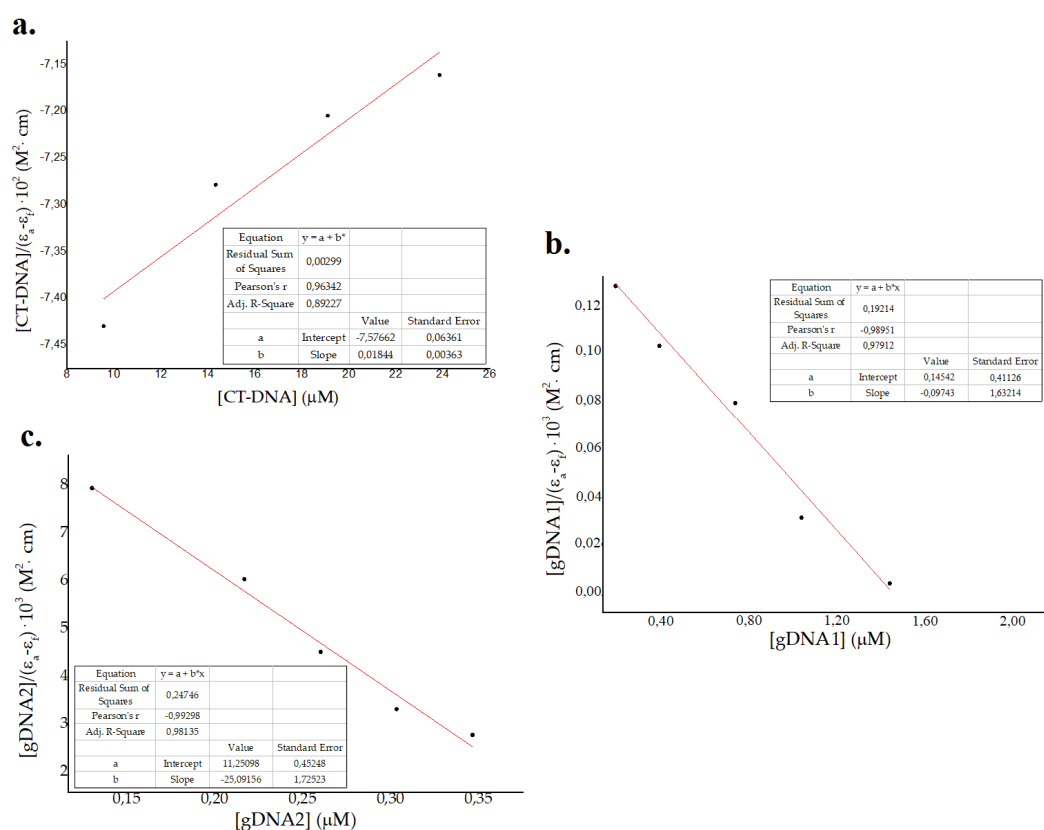 a.
-7,15
-7,20
-7,25
-7,30
-7,35
-7,40
-7,45
[CT-DNA]/(εa-εf) · 10² (M²· cm)
Equation y = a + b*
Residual Sum of Squares 0,00299
Pearson's r 0,96342
Adj. R-Square 0,89227
Value Standard Error
a Intercept -7,57662 0,06361
b Slope 0,01844 0,00363
8 10 12 14 16 18 20 22 24 26
[CT-DNA] (μM)
b.
0,12
0,10
0,08
0,06
0,04
0,02
0,00
[gDNA1]/(εa-εf) · 10³ (M²· cm)
Equation y = a + b*x
Residual Sum of Squares 0,19214
Pearson's r -0,98951
Adj. R-Square 0,97912
Value Standard Error
a Intercept 0,14542 0,41126
b Slope -0,09743 1,63214
0,40 0,80 1,20 1,60 2,00
[gDNA1] (μM)
c.
8
7
6
5
4
3
2
[gDNA2]/(εa-εf) · 10³ (M²· cm)
Equation y = a + b*x
Residual Sum of Squares 0,24746
Pearson's r -0,99298
Adj. R-Square 0,98135
Value Standard Error
a Intercept 11,25098 0,45248
b Slope -25,09156 1,72523
0,15 0,20 0,25 0,30 0,35
[gDNA2] (μM)